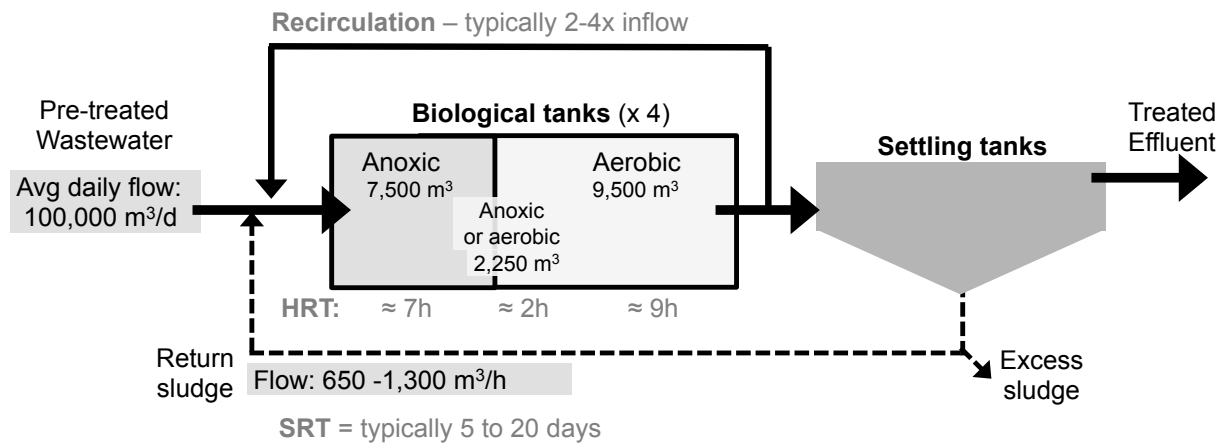 Recirculation – typically 2-4x inflow
Pre-treated
Wastewater
Avg daily flow:
100,000 m³/d
Biological tanks (x 4)
Anoxic
7,500 m³
Aerobic
9,500 m³
Anoxic
or aerobic
2,250 m³
HRT: ≈ 7h ≈ 2h ≈ 9h
Settling tanks
Treated
Effluent
Return
sludge
Flow: 650 -1,300 m³/h
Excess
sludge
SRT = typically 5 to 20 days